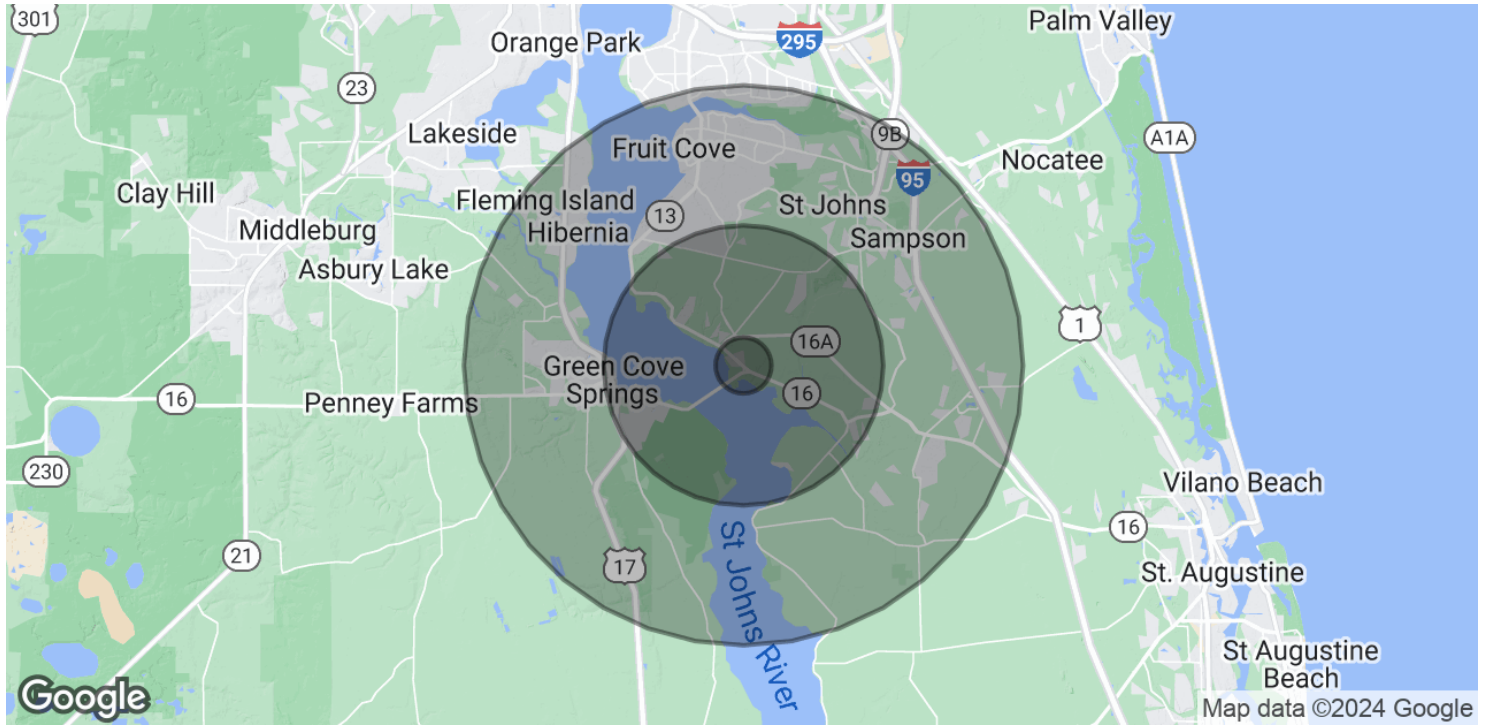 301
Palm Valley
Orange Park
295
23
Lakeside
Fruit Cove
9B
A1A
Nocatee
Clay Hill
95
Fleming Island
St Johns
13
Middleburg
Hibernia
Sampson
Asbury Lake
1
16A
Green Cove
Springs
16
16
Penney Farms
230
Vilano Beach
16
21
17
St. Augustine
St Johns River
St Augustine
Beach
Google
Map data ©2024 Google